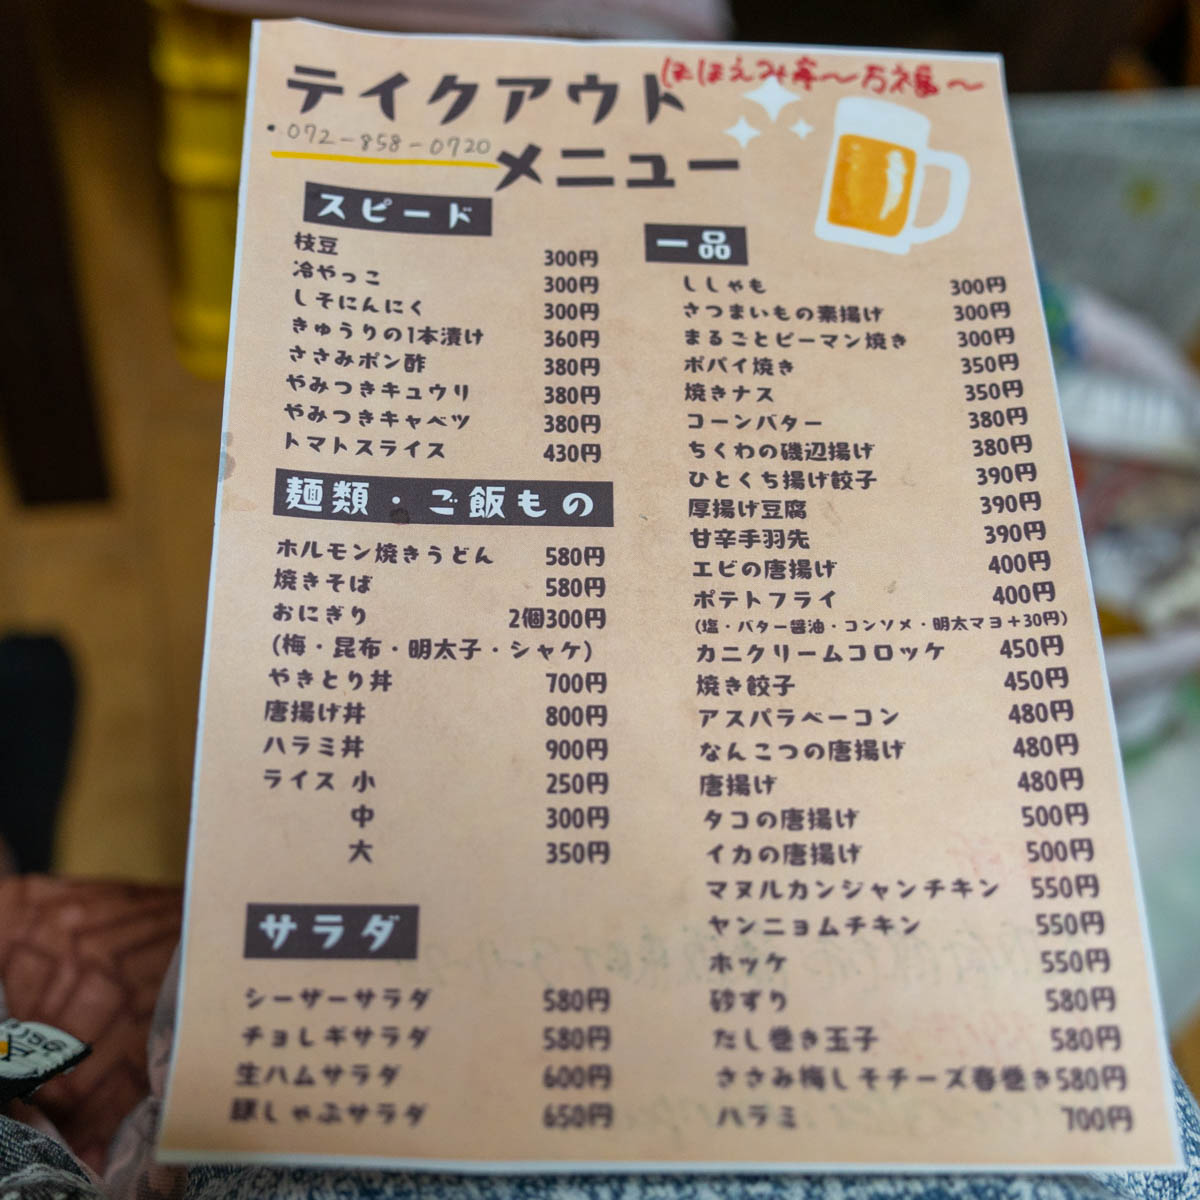 テイクアウト
メニュー
ほほえみ亭〜万福〜
・072-858-0720
スピード
枝豆 300円
冷やっこ 300円
しそにんにく 300円
きゅうりの1本漬け 360円
ささみポン酢 380円
やみつきキュウリ 380円
やみつきキャベツ 380円
トマトスライス 430円
麺類・ご飯もの
ホルモン焼きうどん 580円
焼きそば 580円
おにぎり 2個300円
(梅・昆布・明太子・シャケ)
やきとり丼 700円
唐揚げ丼 800円
ハラミ丼 900円
ライス 小 250円
中 300円
大 350円
サラダ
シーザーサラダ 580円
チョレギサラダ 580円
生ハムサラダ 600円
豚しゃぶサラダ 650円
一品
ししゃも 300円
さつまいもの素揚げ 300円
まるごとピーマン焼き 300円
ポパイ焼き 350円
焼きナス 350円
コーンバター 380円
ちくわの磯辺揚げ 380円
ひとくち揚げ餃子 390円
厚揚げ豆腐 390円
甘辛手羽先 390円
エビの唐揚げ 400円
ポテトフライ 400円
(塩・バター醤油・コンソメ・明太マヨ+30円)
カニクリームコロッケ 450円
焼き餃子 450円
アスパラベーコン 480円
なんこつの唐揚げ 480円
唐揚げ 480円
タコの唐揚げ 500円
イカの唐揚げ 500円
マヌルカンジャンチキン 550円
ヤンニョムチキン 550円
ホッケ 550円
砂ずり 580円
だし巻き玉子 580円
ささみ梅しそチーズ春巻き580円
ハラミ 700円